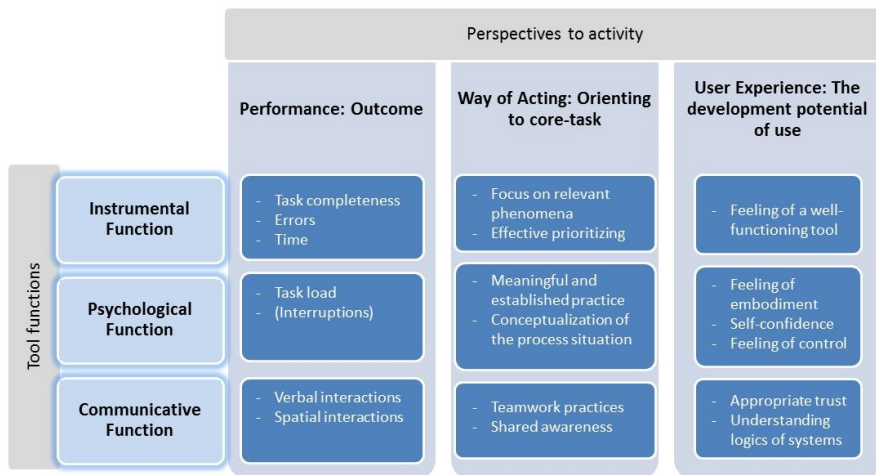 Perspectives to activity
Performance: Outcome
Way of Acting: Orienting
to core-task
User Experience: The
development potential
of use
Tool functions
Instrumental
Function
- Task completeness
- Errors
- Time
- Focus on relevant
phenomena
- Effective prioritizing
- Feeling of a well-
functioning tool
Psychological
Function
- Task load
- (Interruptions)
- Meaningful and
established practice
- Conceptualization of
the process situation
- Feeling of
embodiment
- Self-confidence
- Feeling of control
Communicative
Function
- Verbal interactions
- Spatial interactions
- Teamwork practices
- Shared awareness
- Appropriate trust
- Understanding
logics of systems